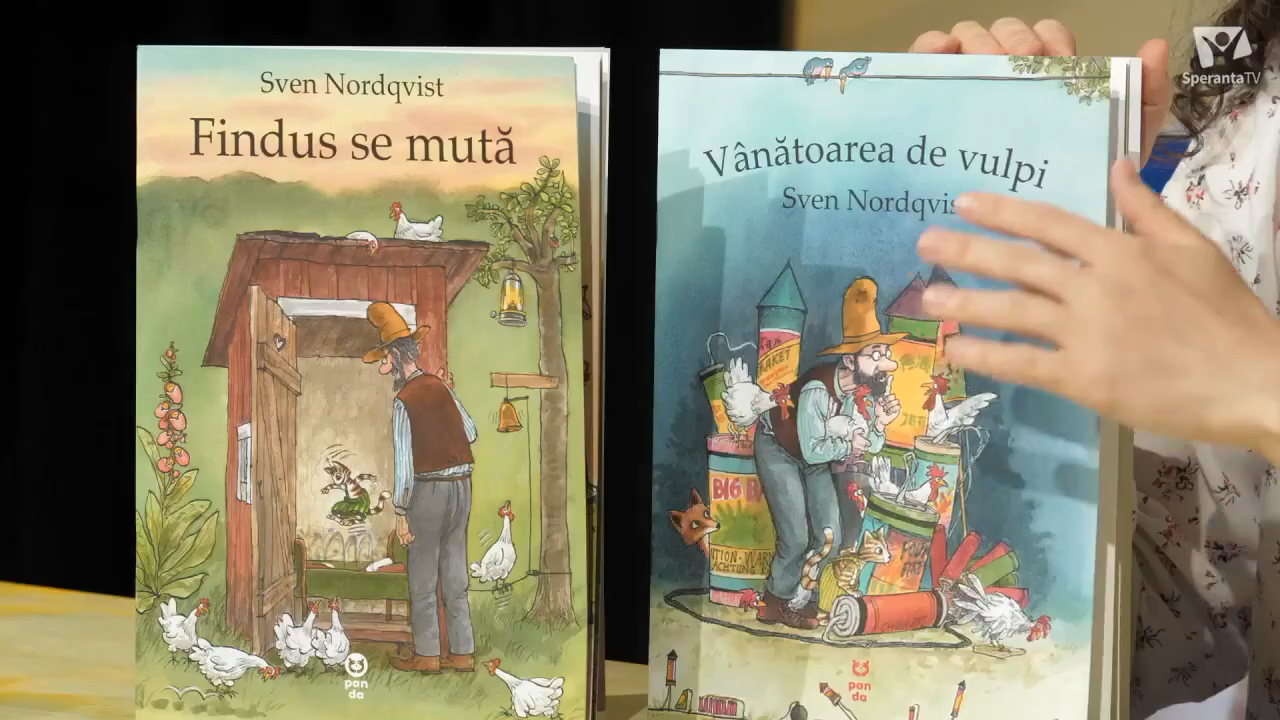 Sven Nordqvist
Findus se mută
pan
da
Vânătoarea de vulpi
Sven Nordqvis
BIG
pan
da
SperantaTV